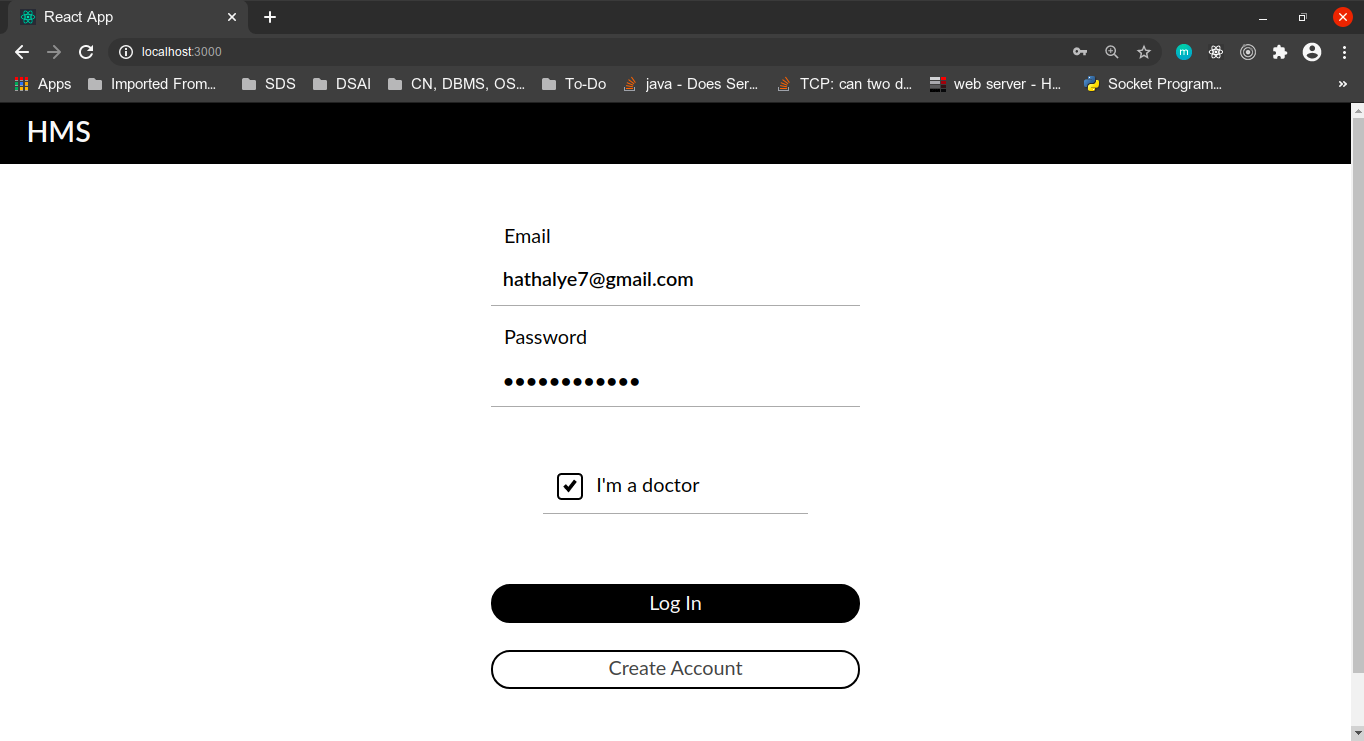 React App
localhost:3000
m
Apps Imported From... SDS DSAI CN, DBMS, OS... To-Do java - Does Ser... TCP: can two d... web server - H... Socket Program... »
HMS
Email
hathalye7@gmail.com
Password
••••••••••••
I'm a doctor
Log In
Create Account